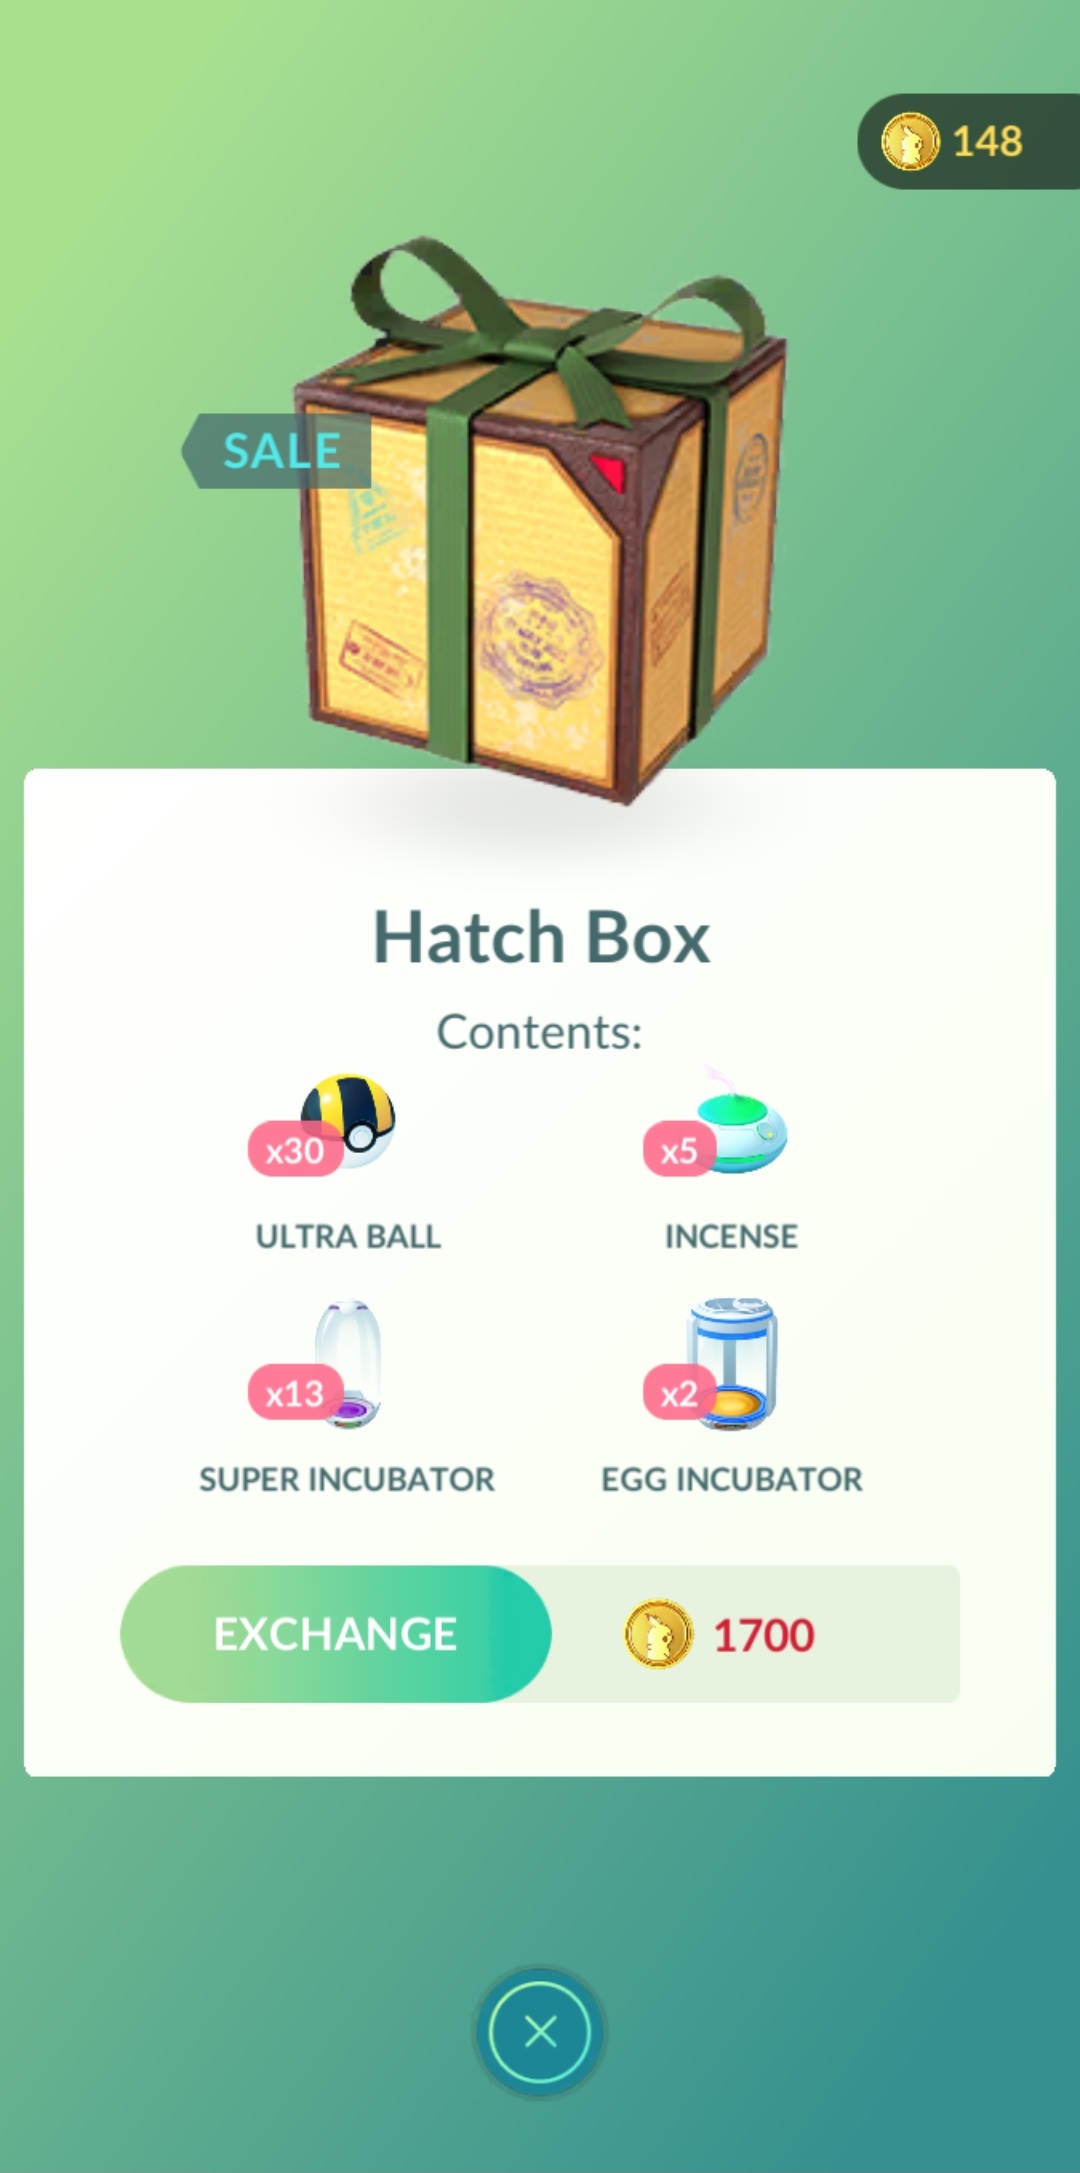 148
SALE
Hatch Box
Contents:
x30
x5
ULTRA BALL
INCENSE
x13
x2
SUPER INCUBATOR
EGG INCUBATOR
EXCHANGE
1700